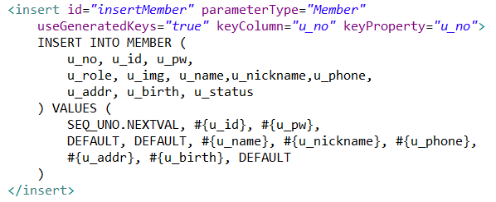 <insert id="insertMember" parameterType="Member"
useGeneratedKeys="true" keyColumn="u_no" keyProperty="u_no">
INSERT INTO MEMBER (
u_no, u_id, u_pw,
u_role, u_img, u_name,u_nickname,u_phone,
u_addr, u_birth, u_status
) VALUES (
SEQ_UNO.NEXTVAL, #{u_id}, #{u_pw},
DEFAULT, DEFAULT, #{u_name}, #{u_nickname}, #{u_phone},
#{u_addr}, #{u_birth}, DEFAULT
)
</insert>